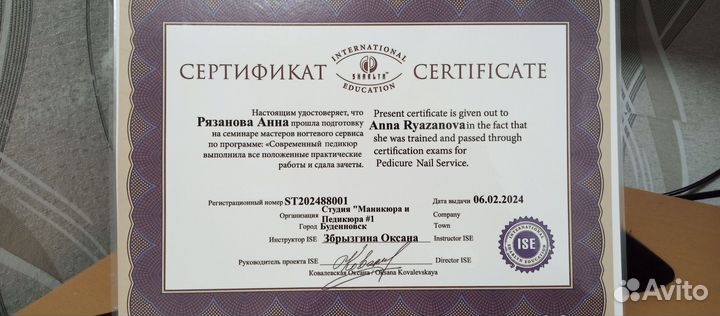 СЕРТИФИКАТ
INTERNATIONAL
SHARLYN™
EDUCATION
CERTIFICATE
Настоящим удостоверяет, что
Рязанова Анна прошла подготовку
на семинаре мастеров ногтевого сервиса
по программе: «Современный педикюр
выполнила все положенные практические
работы и сдала зачеты.
Present certificate is given out to
Anna Ryazanova in the fact that
she was trained and passed through
certification exams for
Pedicure Nail Service.
Регистрационный номер ST202488001
Дата выдачи 06.02.2024
Организация Студия "Маникюра и Педикюра #1
Company
Город Буденновск
Town
Инструктор ISE Збрызгина Оксана Instructor ISE
Руководитель проекта ISE
Director ISE
Ковалевская Оксана / Oksana Kovalevskaya
INTERNATIONAL
ISE
EDUCATION
Avito